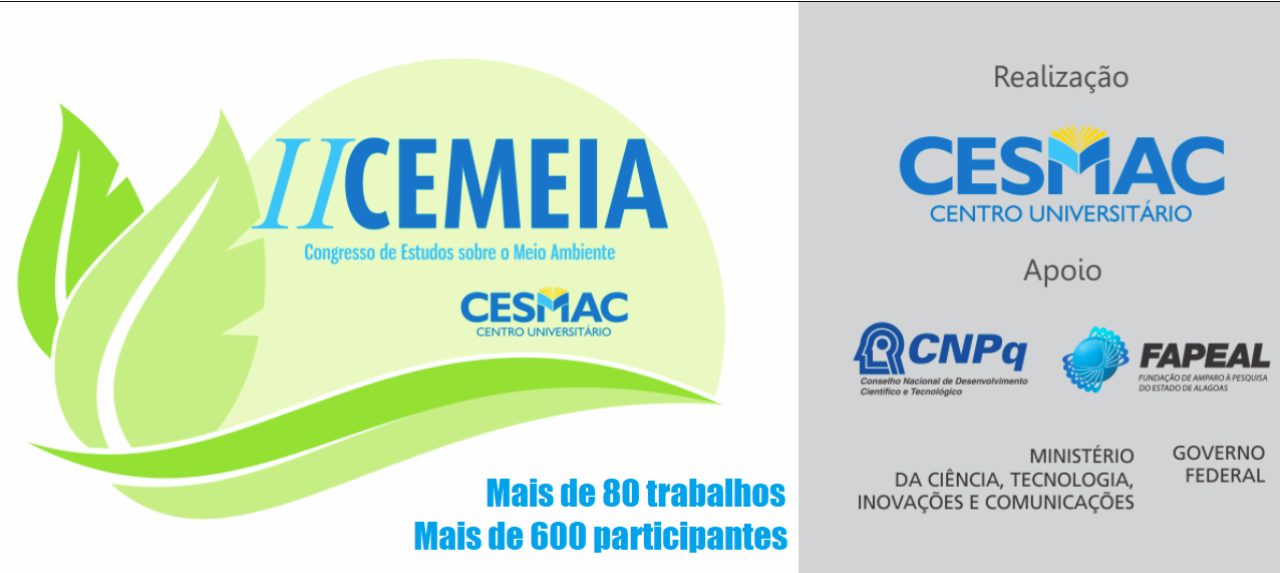 II CEMEIA
Congresso de Estudos sobre o Meio Ambiente
CESMAC
CENTRO UNIVERSITÁRIO
Mais de 80 trabalhos
Mais de 600 participantes
Realização
CESMAC
CENTRO UNIVERSITÁRIO
Apoio
CNPq
Conselho Nacional de Desenvolvimento
Científico e Tecnológico
FAPEAL
FUNDAÇÃO DE AMPARO À PESQUISA
DO ESTADO DE ALAGOAS
MINISTÉRIO
DA CIÊNCIA, TECNOLOGIA,
INOVAÇÕES E COMUNICAÇÕES
GOVERNO
FEDERAL